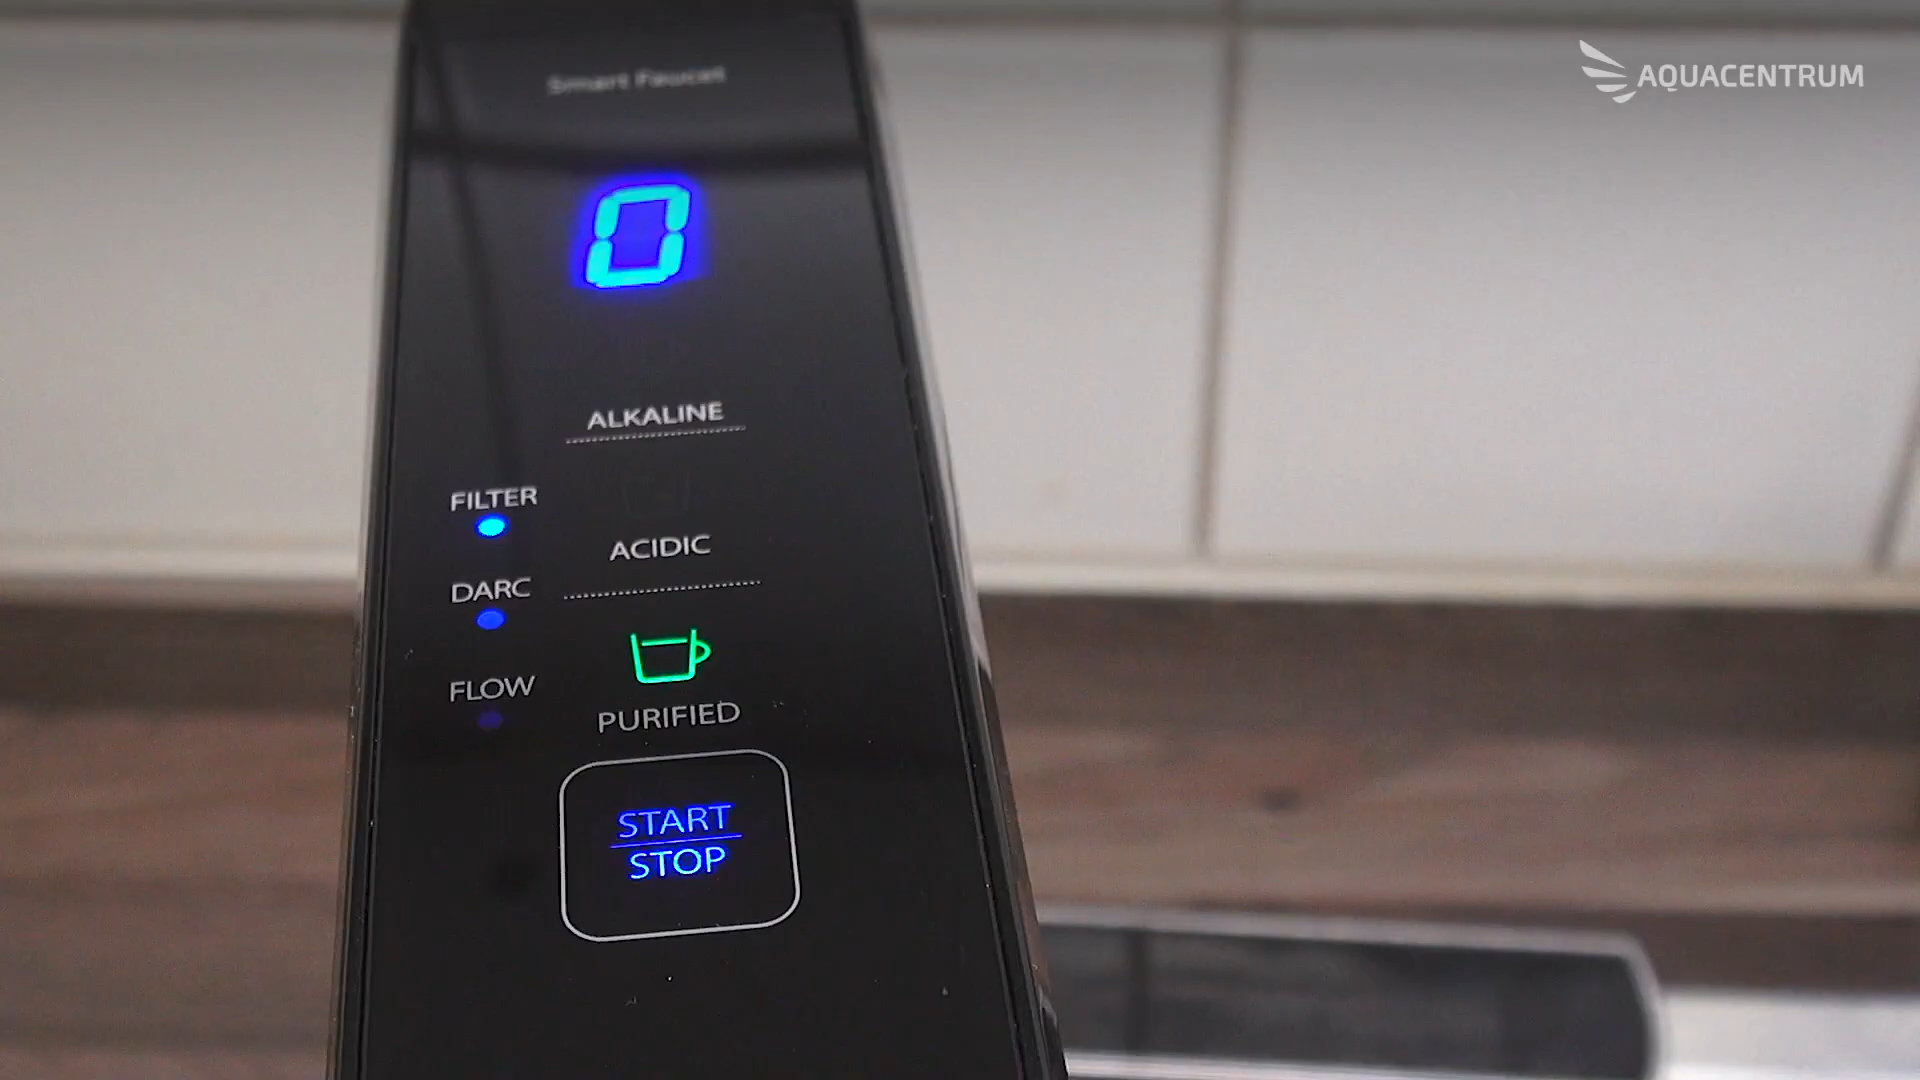 AQUACENTRUM
Smart Faucet
0
ALKALINE
FILTER
ACIDIC
DARC
FLOW
PURIFIED
START
STOP